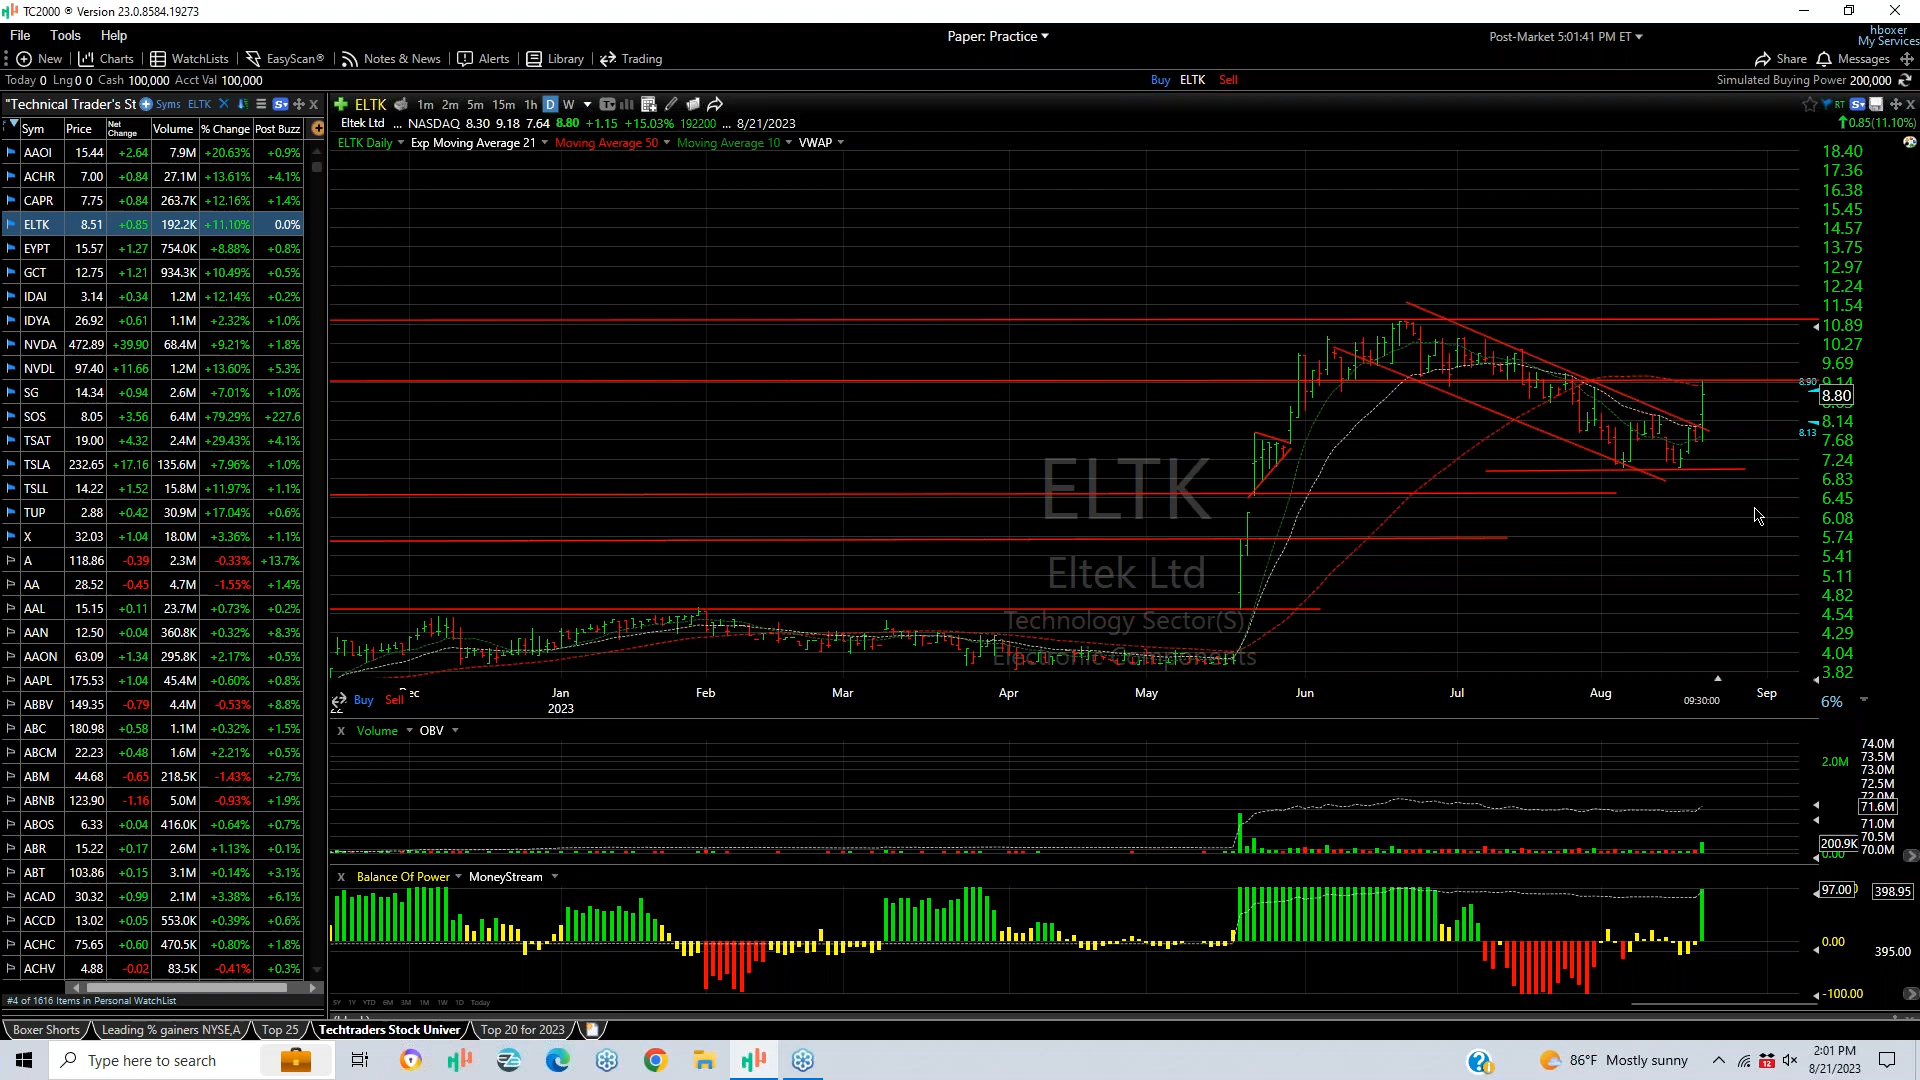 TC2000 ® Version 23.0.8584.19273
File Tools Help
Paper: Practice
Post-Market 5:01:41 PM ET
hboxer
My Services
New Charts WatchLists EasyScan® Notes & News Alerts Library Trading
Share Messages
Today 0 Lng 0 0 Cash 100,000 Acct Val 100,000
Buy ELTK Sell
Simulated Buying Power 200,000
"Technical Trader's St Syms ELTK X
ELTK 1m 2m 5m 15m 1h D W
RT
Sym Price Net Change Volume % Change Post Buzz
Eltek Ltd ... NASDAQ 8.30 9.18 7.64 8.80 +1.15 +15.03% 192200 ... 8/21/2023
0.85(11.10%)
ELTK Daily Exp Moving Average 21 Moving Average 50 Moving Average 10 VWAP
AAOI 15.44 +2.64 7.9M +20.63% +0.9%
ACHR 7.00 +0.84 27.1M +13.61% +4.1%
CAPR 7.75 +0.84 263.7K +12.16% +1.4%
ELTK 8.51 +0.85 192.2K +11.10% 0.0%
EYPT 15.57 +1.27 754.0K +8.88% +0.8%
GCT 12.75 +1.21 934.3K +10.49% +0.5%
IDAI 3.14 +0.34 1.2M +12.14% +0.2%
IDYA 26.92 +0.61 1.1M +2.32% +1.0%
NVDA 472.89 +39.90 68.4M +9.21% +1.8%
NVDL 97.40 +11.66 1.2M +13.60% +5.3%
SG 14.34 +0.94 2.6M +7.01% +1.0%
SOS 8.05 +3.56 6.4M +79.29% +227.6
TSAT 19.00 +4.32 2.4M +29.43% +4.1%
TSLA 232.65 +17.16 135.6M +7.96% +1.0%
TSLL 14.22 +1.52 15.8M +11.97% +1.1%
TUP 2.88 +0.42 30.9M +17.04% +0.6%
X 32.03 +1.04 18.0M +3.36% +1.1%
A 118.86 -0.39 2.3M -0.33% +13.7%
AA 28.52 -0.45 4.7M -1.55% +1.4%
AAL 15.15 +0.11 23.7M +0.73% +0.2%
AAN 12.50 +0.04 360.8K +0.32% +8.3%
AAON 63.09 +1.34 295.8K +2.17% +0.5%
AAPL 175.53 +1.04 45.4M +0.60% +0.8%
ABBV 149.35 -0.79 4.4M -0.53% +8.8%
ABC 180.98 +0.58 1.1M +0.32% +1.5%
ABCM 22.23 +0.48 1.6M +2.21% +0.5%
ABM 44.68 -0.65 218.5K -1.43% +2.7%
ABNB 123.90 -1.16 5.0M -0.93% +1.9%
ABOS 6.33 +0.04 416.0K +0.64% +0.7%
ABR 15.22 +0.17 2.6M +1.13% +0.1%
ABT 103.86 +0.15 3.1M +0.14% +3.1%
ACAD 30.32 +0.99 2.1M +3.38% +6.1%
ACCD 13.02 +0.05 553.0K +0.39% +0.6%
ACHC 75.65 +0.60 470.5K +0.80% +1.8%
ACHV 4.88 -0.02 83.5K -0.41% +0.3%
#4 of 1616 Items in Personal WatchList
18.40
17.36
16.38
15.45
14.57
13.75
12.97
12.24
11.54
10.89
10.27
9.69
8.90 9.14
8.80
8.14
8.13 7.68
7.24
6.83
6.45
6.08
5.74
5.41
5.11
4.82
4.54
4.29
4.04
3.82
ELTK
Eltek Ltd
Technology Sector(S)
Electronic Components
Jan Feb Mar Apr May Jun Jul Aug Sep
2023
Buy Sell
09:30:00
6%
X Volume OBV
74.0M
73.5M
2.0M 73.0M
72.5M
72.0M
71.6M
71.0M
70.5M
200.9K 70.0M
0.00
X Balance Of Power MoneyStream
97.00 398.95
0.00
395.00
-100.00
5Y 1Y YTD 6M 3M 1M 1W 1D Today
Boxer Shorts Leading % gainers NYSE,A Top 25 Techtraders Stock Univer Top 20 for 2023
Type here to search
86°F Mostly sunny
12
2:01 PM
8/21/2023